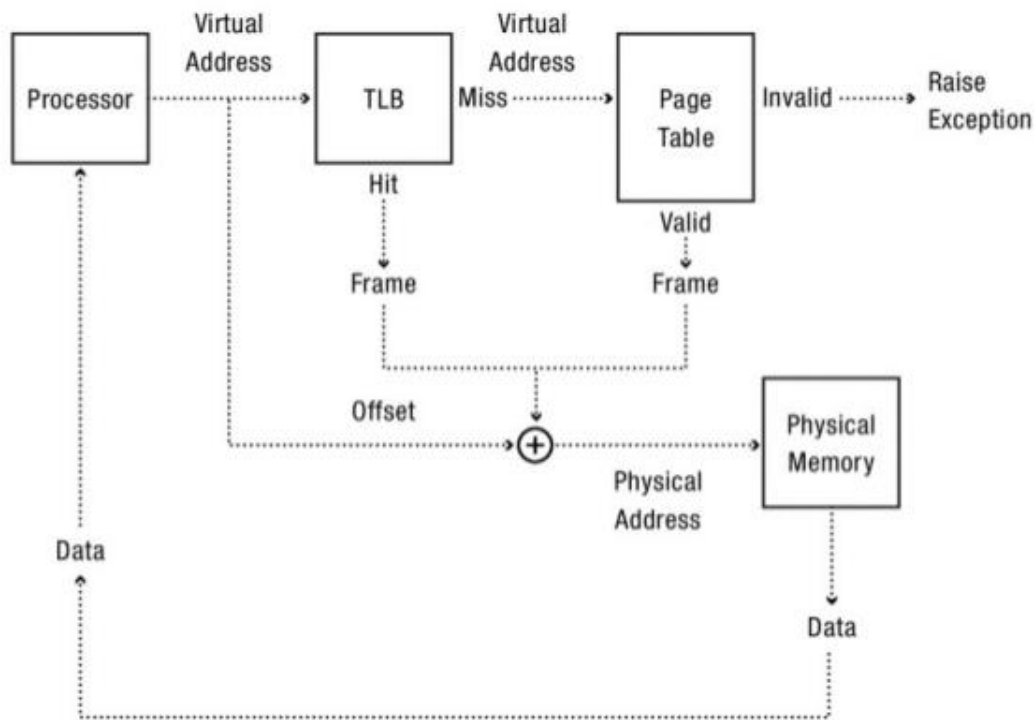 Virtual
Address
Virtual
Address
Processor
TLB
Miss
Page
Table
Invalid
Raise
Exception
Hit
Valid
Frame
Frame
Offset
+
Physical
Memory
Physical
Address
Data
Data